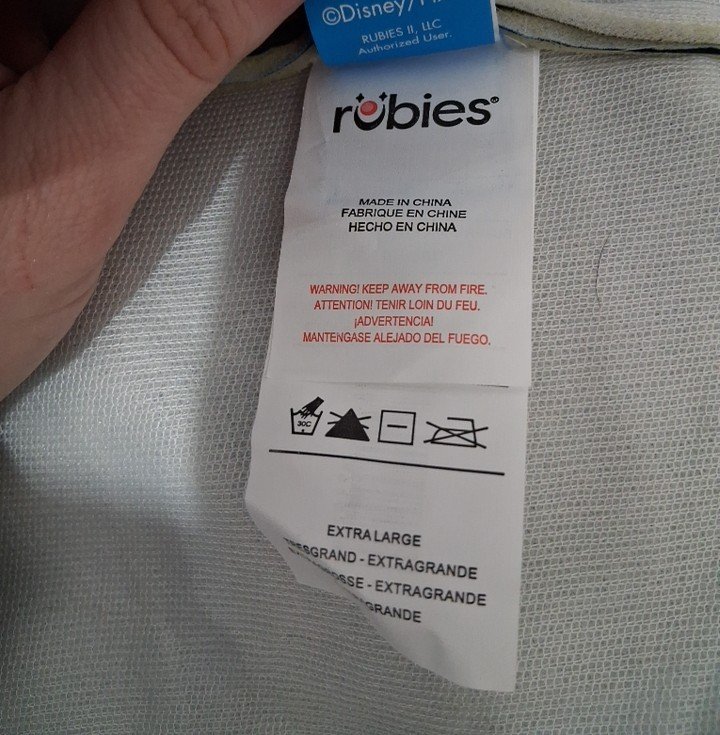 ©Disney/
RUBIES II, LLC
Authorized User.
rubies®
MADE IN CHINA
FABRIQUE EN CHINE
HECHO EN CHINA
WARNING! KEEP AWAY FROM FIRE.
ATTENTION! TENIR LOIN DU FEU.
¡ADVERTENCIA!
MANTENGASE ALEJADO DEL FUEGO.
30C
EXTRA LARGE
- EXTRAGRANDE
- EXTRAGRANDE